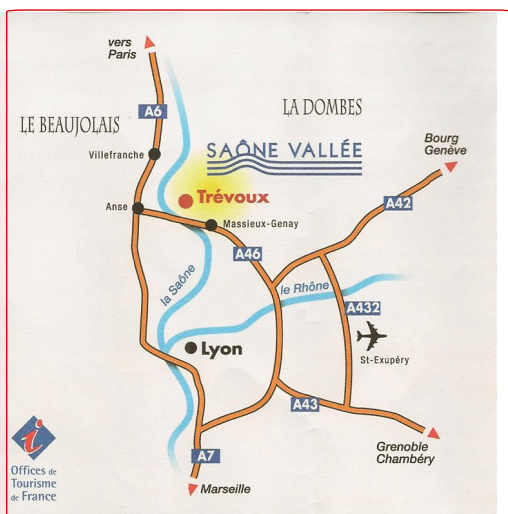 vers
Paris
A6
LA DOMBES
LE BEAUJOLAIS
Bourg
Genève
Villefranche
SAÔNE VALLÉE
Trévoux
A42
Anse
Massieux-Genay
A46
la Saône
le Rhône
A432
Lyon
St-Exupéry
A43
Grenoble
Chambéry
A7
Marseille
i
Offices de
Tourisme
de France